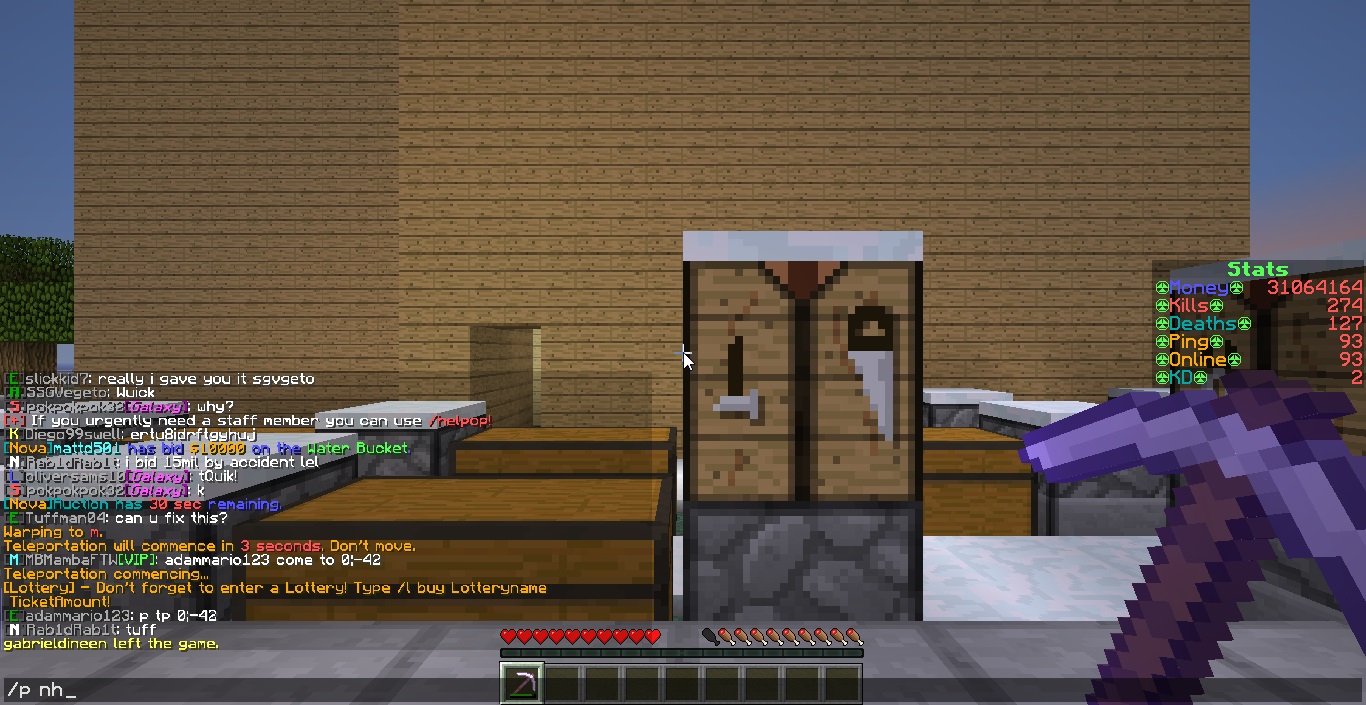 [E]slickkid7: really i gave you it sgvgeto
SSGVegeto: Wuick
[S]pokpokpok32[Galaxy]: why?
[+] If you urgently need a staff member you can use /helpop!
[K]Diego99swell: ertu8jdrftgyhuj
[Nova]mattd501 has bid $10000 on the Water Bucket.
[N]Rab1dRab1t: i bid 15mil by accident lel
[L]oliversams10[Galaxy]: tQuik!
[S]pokpokpok32[Galaxy]: k
[Nova]Auction has 30 sec remaining.
[E]Tuffman04: can u fix this?
Warping to m.
Teleportation will commence in 3 seconds. Don't move.
[M]MBMambaFTW[VIP]: adammario123 come to 0;-42
Teleportation commencing...
[Lottery] - Don't forget to enter a Lottery! Type /l buy Lotteryname
TicketAmount!
[E]adammario123: p tp 0;-42
[N]Rab1dRab1t: tuff
gabrieldineen left the game.
/p nh_
Stats
Money 31064164
Kills 274
Deaths 127
Ping 93
Online 93
KD 2